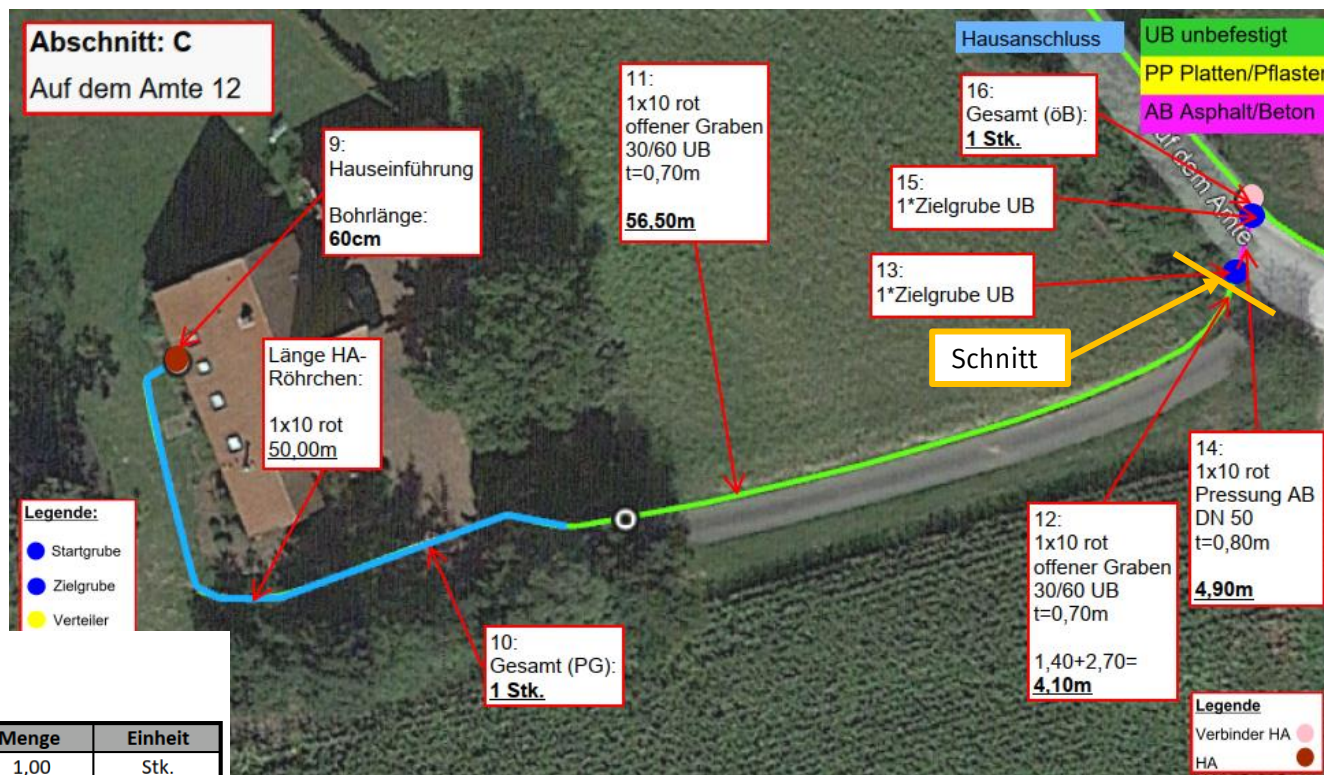 Abschnitt: C
Auf dem Amte 12
9:
Hauseinführung
Bohrlänge:
60cm
Länge HA-
Röhrchen:
1x10 rot
50,00m
11:
1x10 rot
offener Graben
30/60 UB
t=0,70m
56,50m
Hausanschluss
UB unbefestigt
PP Platten/Pflaster
AB Asphalt/Beton
16:
Gesamt (öB):
1 Stk.
15:
1*Zielgrube UB
13:
1*Zielgrube UB
Auf dem Amte
Schnitt
10:
Gesamt (PG):
1 Stk.
12:
1x10 rot
offener Graben
30/60 UB
t=0,70m
1,40+2,70=
4,10m
14:
1x10 rot
Pressung AB
DN 50
t=0,80m
4,90m
Legende:
Startgrube
Zielgrube
Verteiler
Legende
Verbinder HA
HA
Menge Einheit
1,00 Stk.